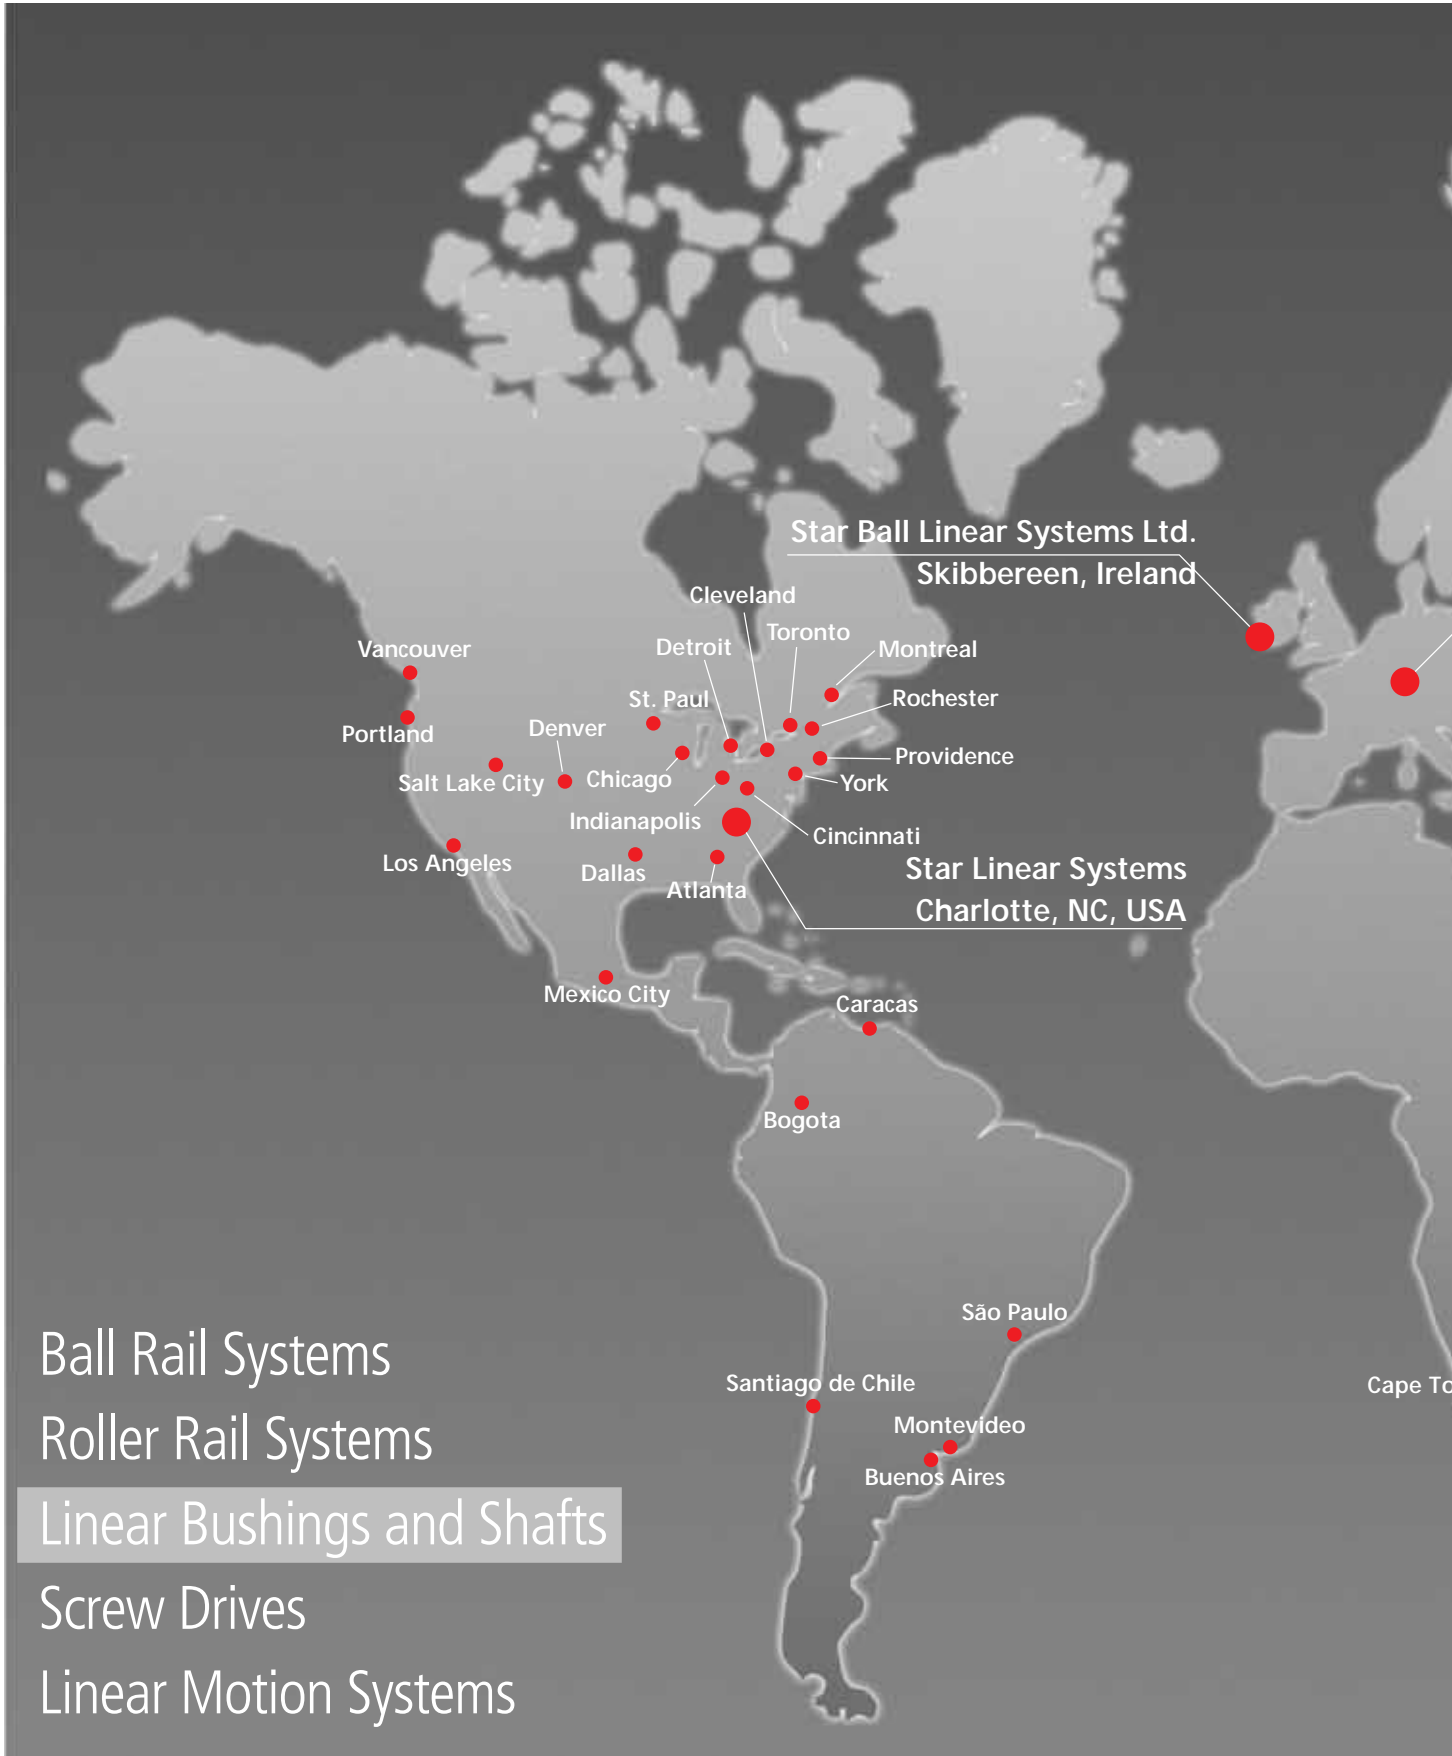 Star Ball Linear Systems Ltd.
Skibbereen, Ireland
Cleveland
Toronto
Detroit
Montreal
Vancouver
St. Paul
Rochester
Denver
Portland
Providence
Salt Lake City
Chicago
York
Indianapolis
Cincinnati
Los Angeles
Dallas
Atlanta
Star Linear Systems
Charlotte, NC, USA
Mexico City
Caracas
Bogota
São Paulo
Santiago de Chile
Cape To
Montevideo
Buenos Aires
Ball Rail Systems
Roller Rail Systems
Linear Bushings and Shafts
Screw Drives
Linear Motion Systems